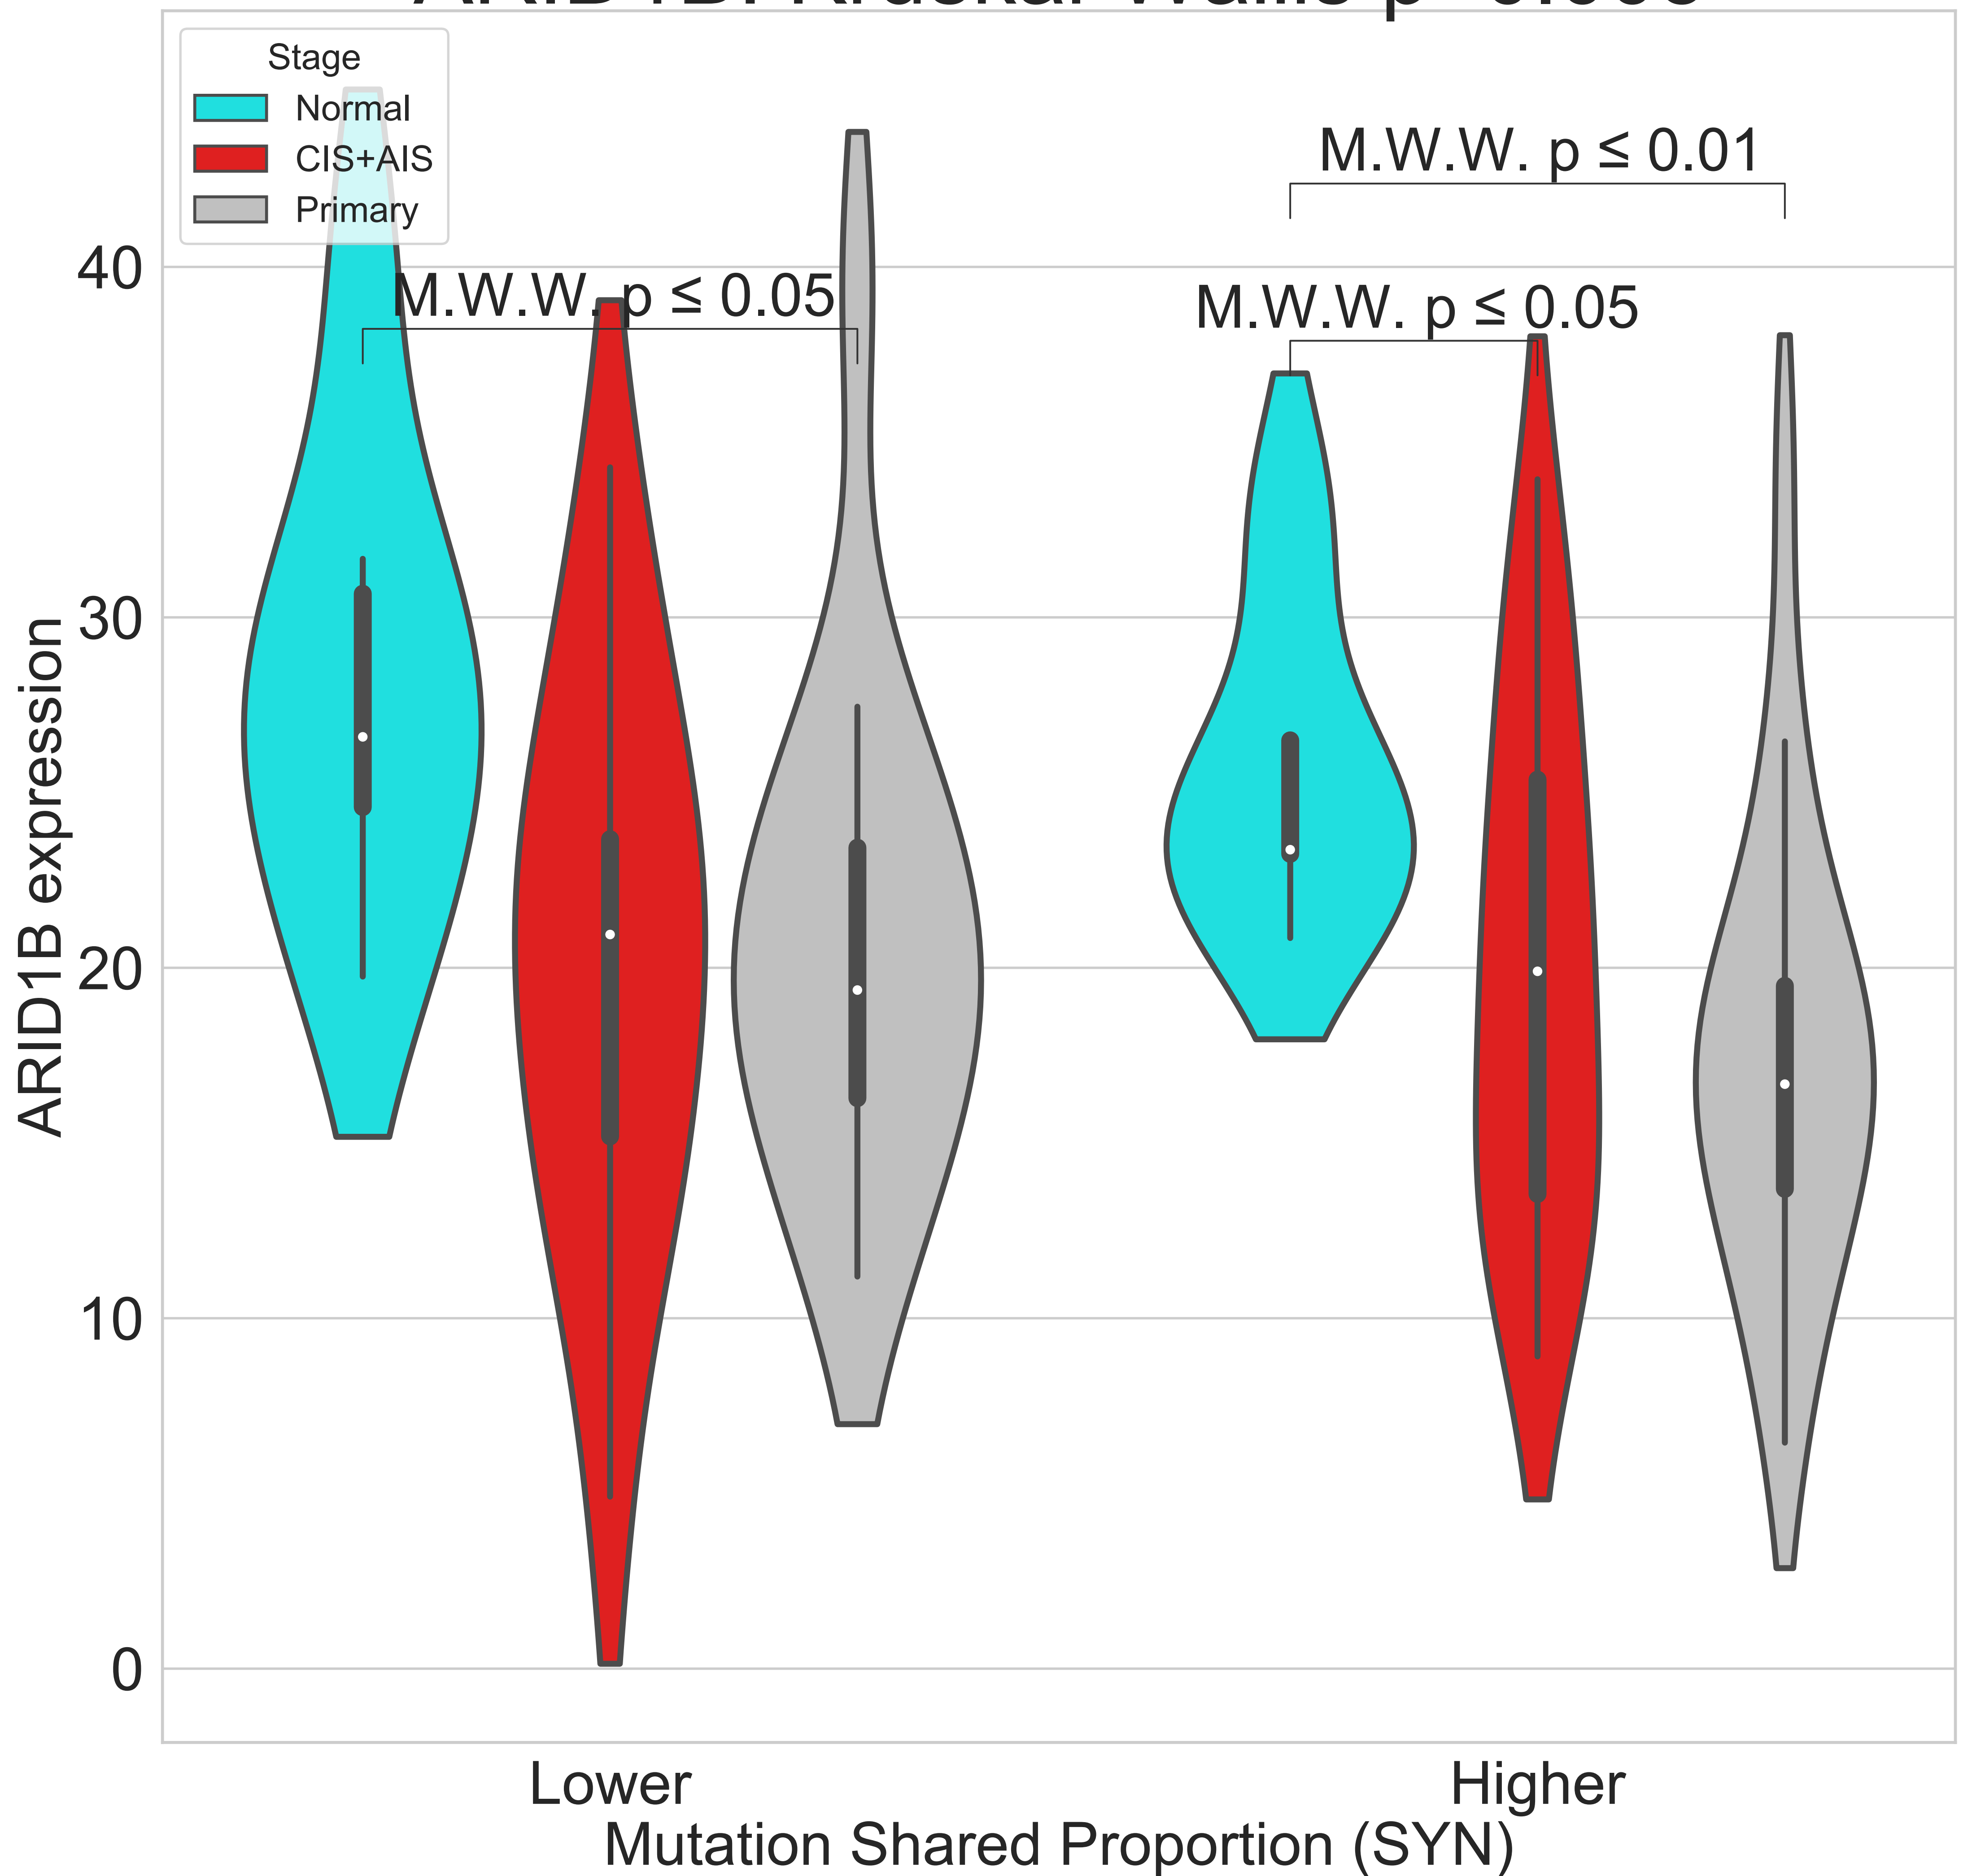 Stage
Normal
CIS+AIS
Primary
M.W.W. p ≤ 0.01
M.W.W. p ≤ 0.05
M.W.W. p ≤ 0.05
40
30
20
10
0
ARID1B expression
Lower
Higher
Mutation Shared Proportion (SYN)